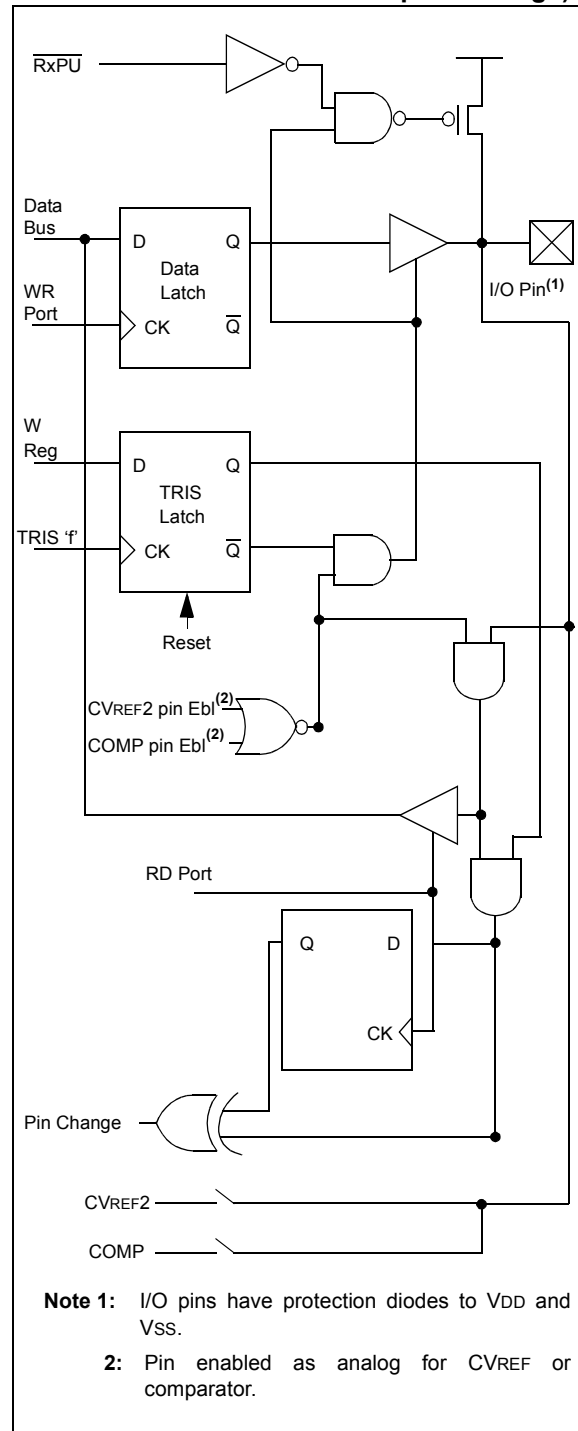 RxPU
Data
Bus
D Q
Data
Latch
WR
Port
CK Q
I/O Pin(1)
W
Reg
D Q
TRIS
Latch
TRIS ‘f’
CK Q
Reset
CVREF2 pin Ebl(2)
COMP pin Ebl(2)
RD Port
Q D
CK
Pin Change
CVREF2
COMP
Note 1: I/O pins have protection diodes to VDD and
VSS.
2: Pin enabled as analog for CVREF or
comparator.